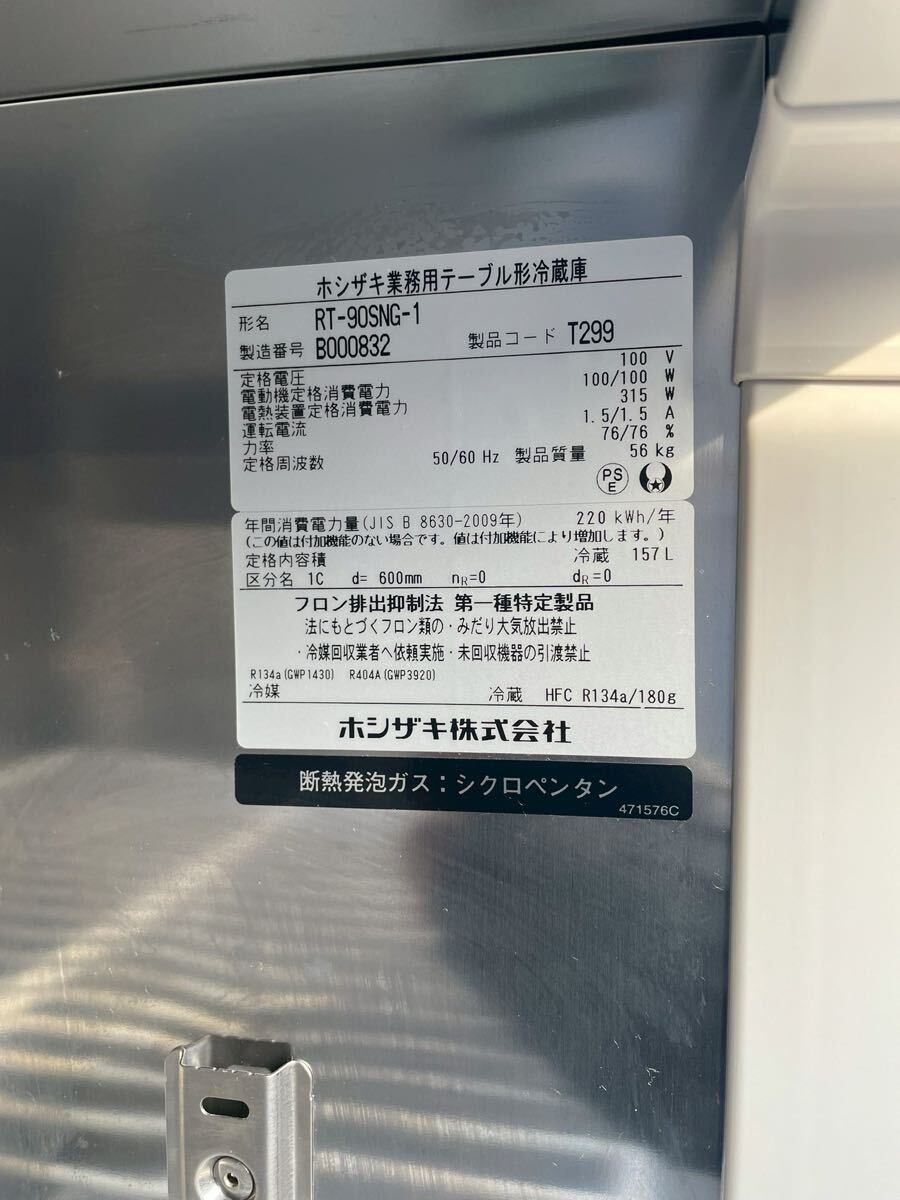 ホシザキ業務用テーブル形冷蔵庫
形名 RT-90SNG-1
製造番号 B000832 製品コード T299
定格電圧 100 V
電動機定格消費電力 100/100 W
電熱装置定格消費電力 315 W
運転電流 1.5/1.5 A
力率 76/76 %
定格周波数 50/60 Hz 製品質量 56 kg
PS
E
年間消費電力量(JIS B 8630-2009年) 220 kWh/年
(この値は付加機能のない場合です。値は付加機能により増加します。)
定格内容積 冷蔵 157 L
区分名 1C d= 600mm nR=0 dR=0
フロン排出抑制法 第一種特定製品
法にもとづくフロン類の・みだり大気放出禁止
・冷媒回収業者へ依頼実施・未回収機器の引渡禁止
R134a(GWP1430) R404A(GWP3920)
冷媒 冷蔵 HFC R134a/180g
ホシザキ株式会社
断熱発泡ガス：シクロペンタン
471576C